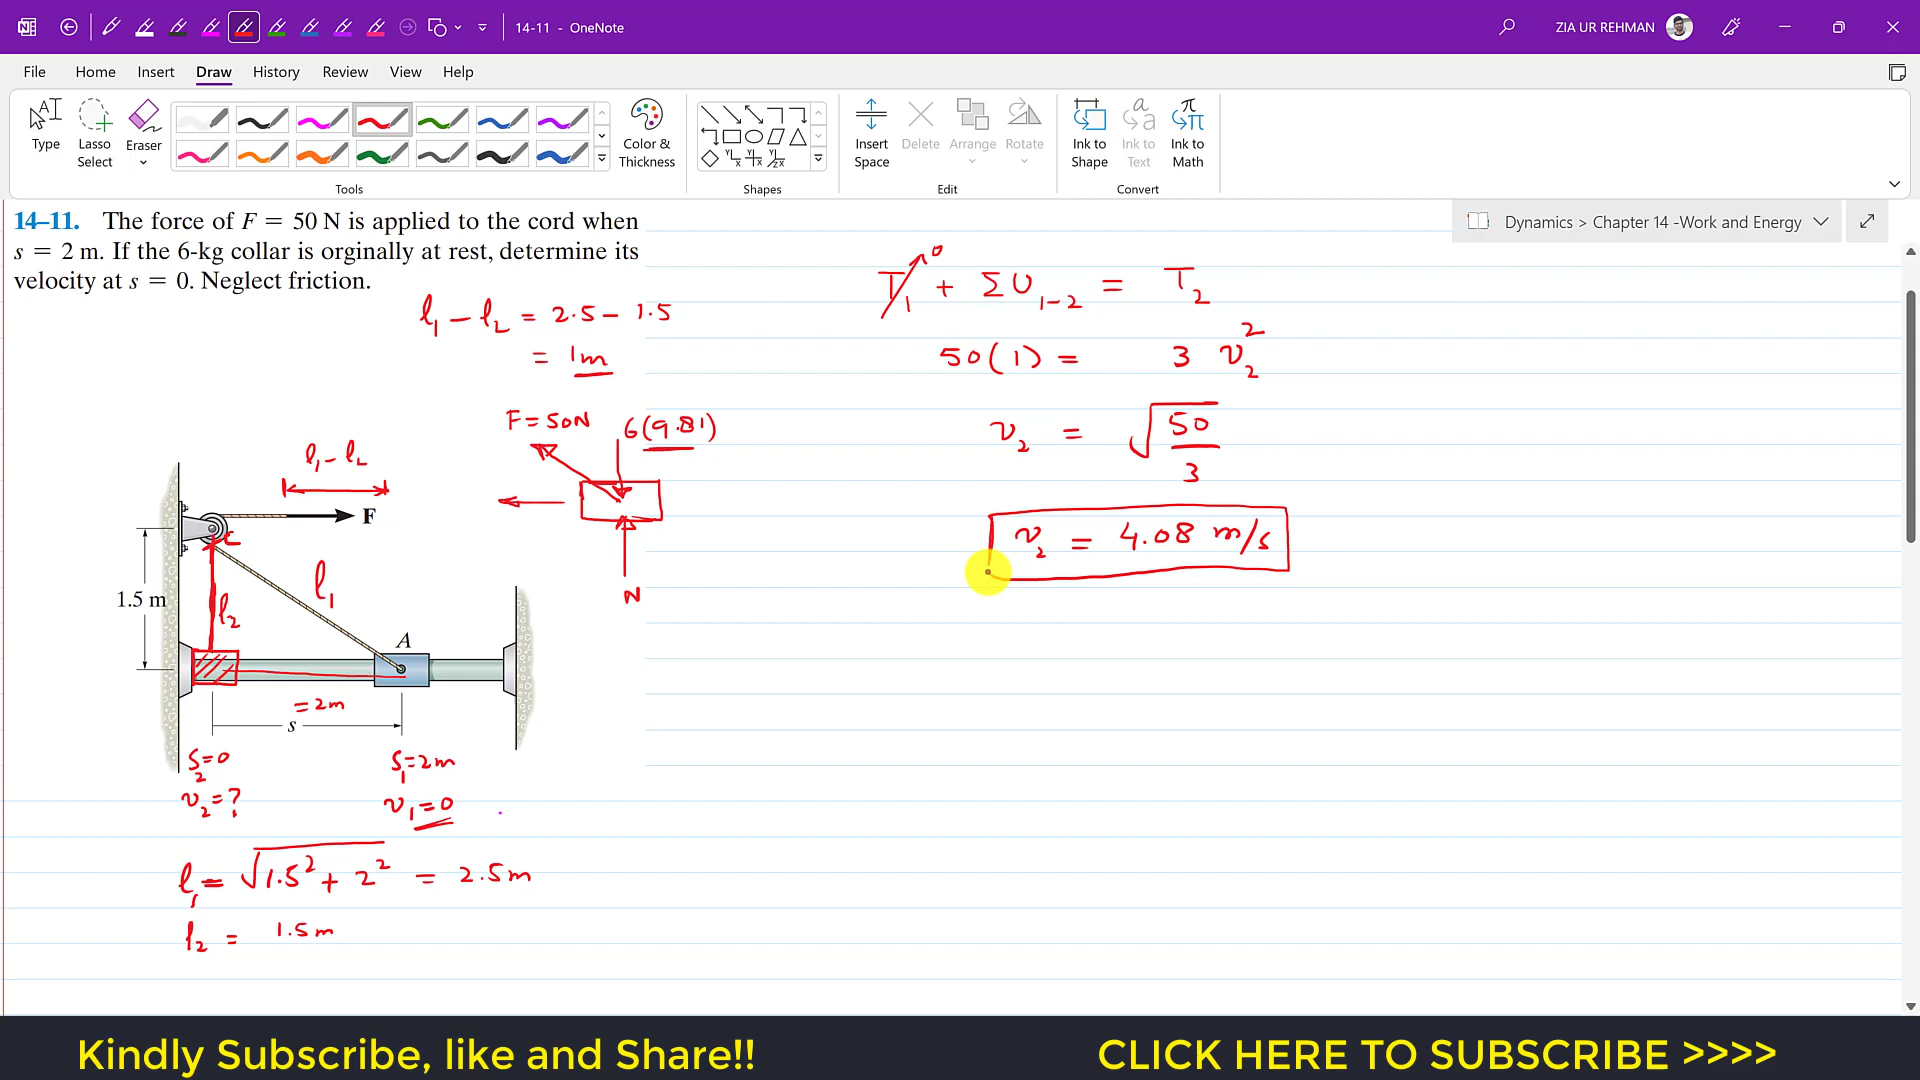 14-11 - OneNote
ZIA UR REHMAN
File Home Insert Draw History Review View Help
Type
Lasso Select
Eraser
Color & Thickness
Insert Space
Delete
Arrange
Rotate
Ink to Shape
Ink to Text
Ink to Math
Tools
Shapes
Edit
Convert
Dynamics > Chapter 14 -Work and Energy
14–11. The force of F = 50 N is applied to the cord when
s = 2 m. If the 6-kg collar is orginally at rest, determine its
velocity at s = 0. Neglect friction.
l₁ - l₂ = 2.5 - 1.5
= 1m
F = 50N
6(9.81)
N
l₁ - l₂
F
C
1.5 m
l₁
l₂
A
= 2m
s
S₂=0
V₂=?
S₁=2m
V₁=0
l₁ = √1.5² + 2² = 2.5m
l₂ = 1.5m
T₁ 0 + ΣU₁₋₂ = T₂
50(1) = 3 V₂²
V₂ = √50/3
V₂ = 4.08 m/s
Kindly Subscribe, like and Share!!
CLICK HERE TO SUBSCRIBE >>>>